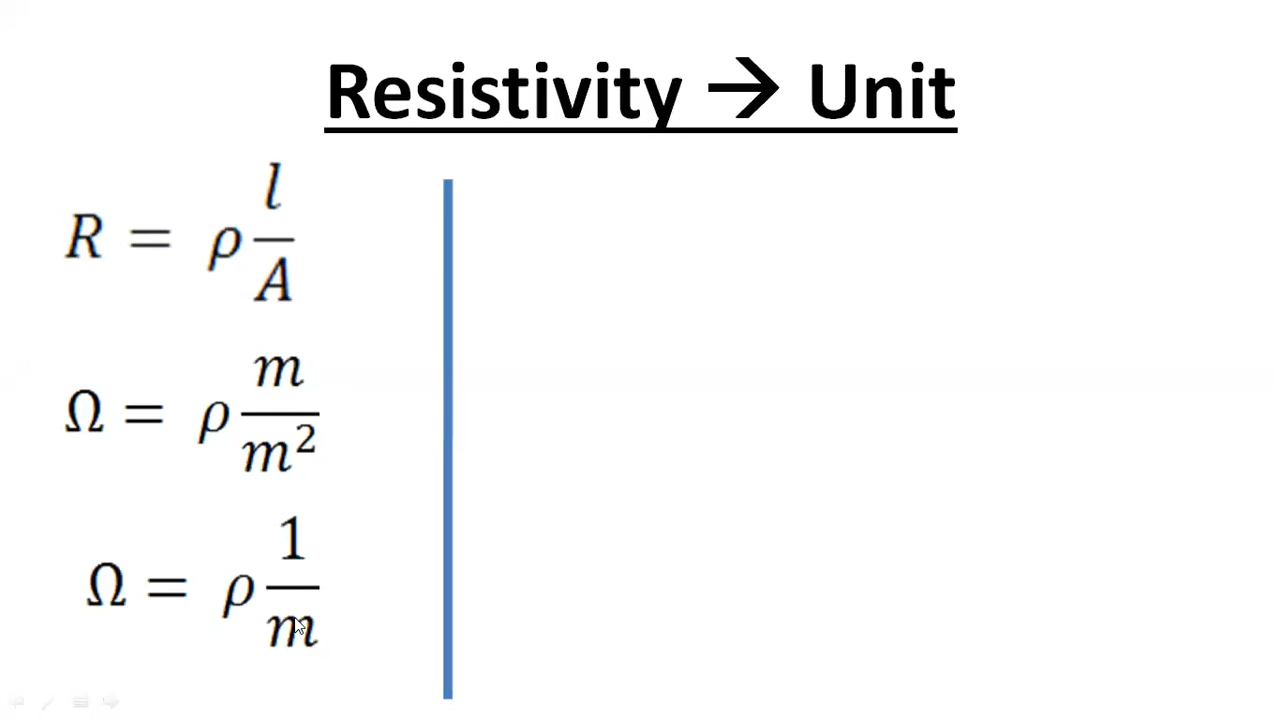 Resistivity → Unit
R = ρ l/A
Ω = ρ m/m²
Ω = ρ 1/m